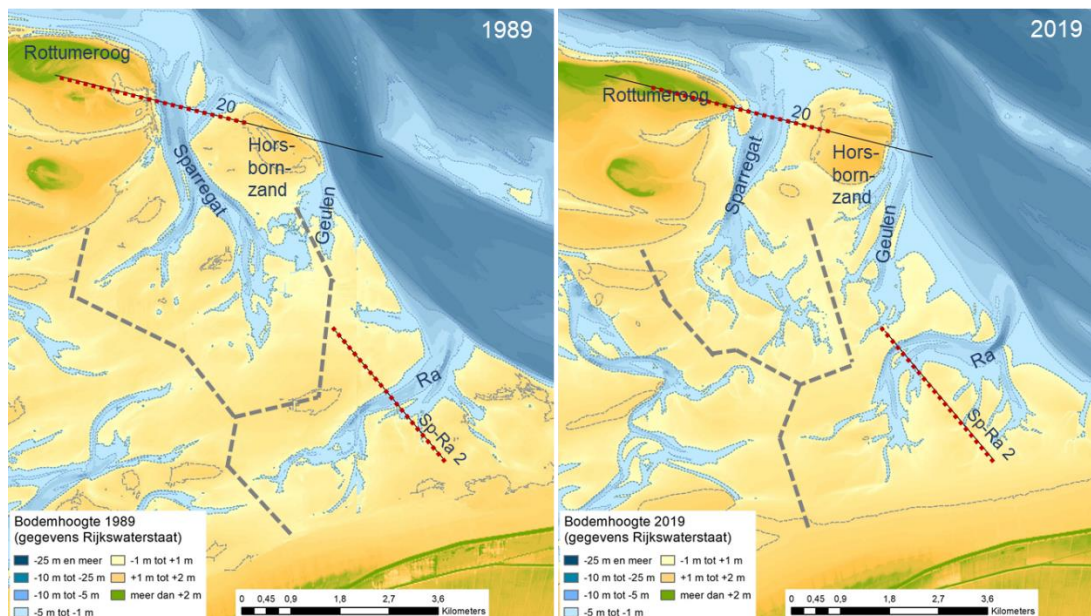 1989
Rottumeroog
20
Sparregat
Hors-
born-
zand
Geulen
Ra
Sp-Ra 2
Bodemhoogte 1989
(gegevens Rijkswaterstaat)
-25 m en meer
-10 m tot -25 m
-10 m tot -5 m
-5 m tot -1 m
-1 m tot +1 m
+1 m tot +2 m
meer dan +2 m
0 0,45 0,9 1,8 2,7 3,6
Kilometers
2019
Rottumeroog
20
Sparregat
Hors-
born-
zand
Geulen
Ra
Sp-Ra 2
Bodemhoogte 2019
(gegevens Rijkswaterstaat)
-25 m en meer
-10 m tot -25 m
-10 m tot -5 m
-5 m tot -1 m
-1 m tot +1 m
+1 m tot +2 m
meer dan +2 m
0 0,45 0,9 1,8 2,7 3,6
Kilometers